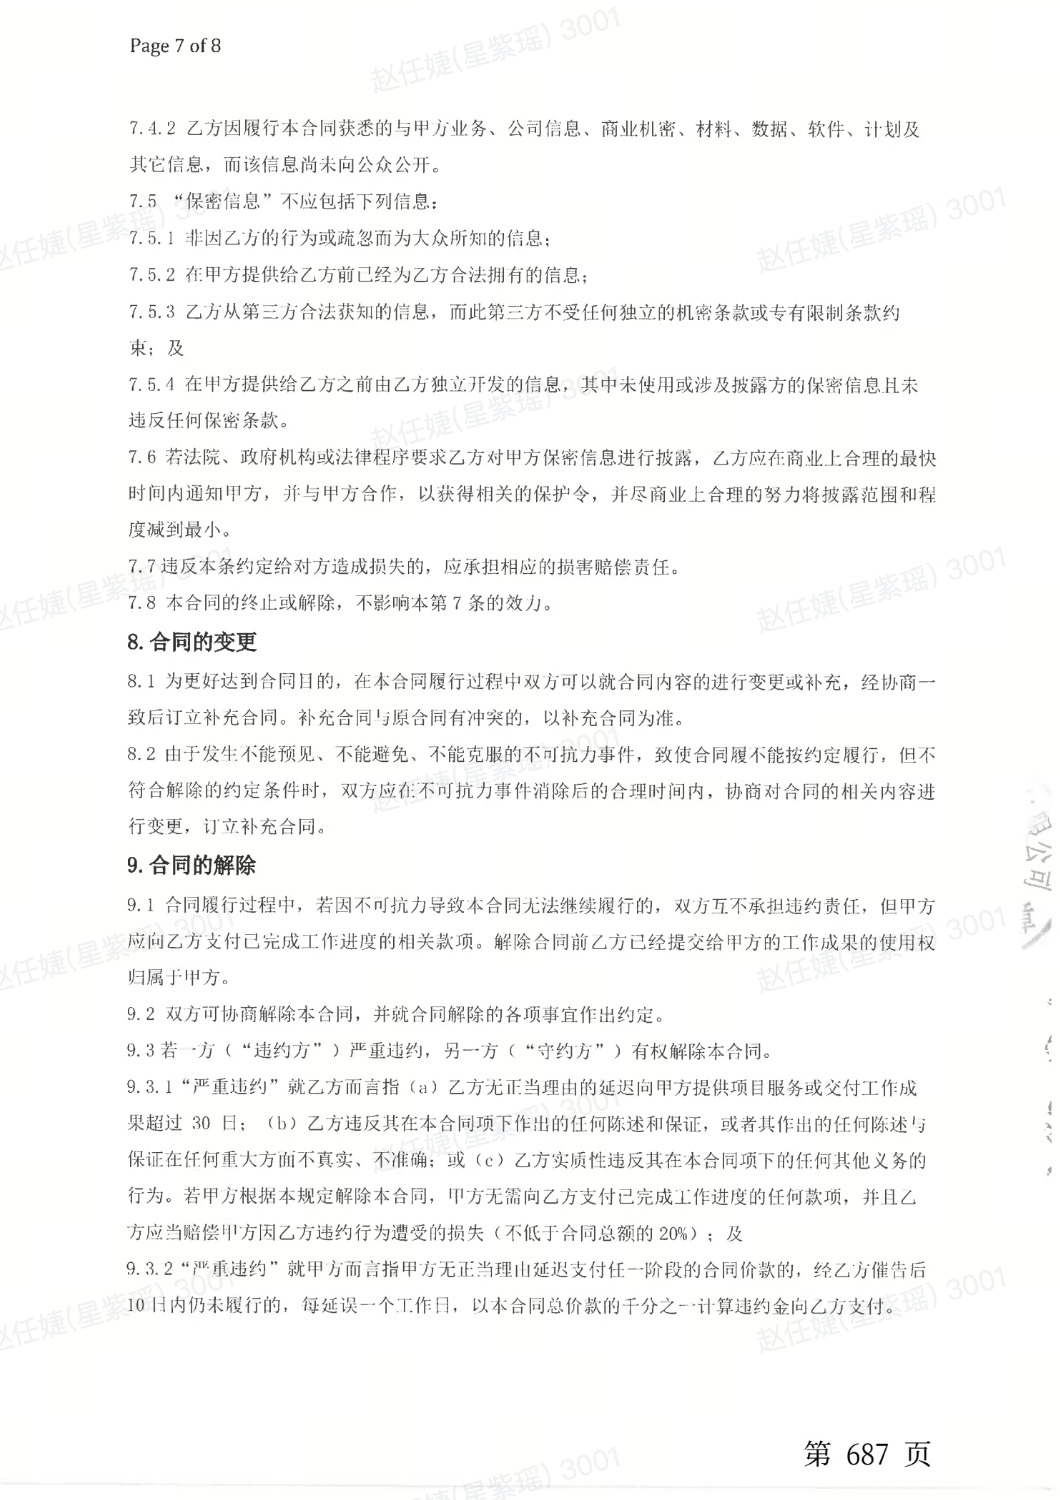 Page 7 of 8
赵任婕(星紫瑶) 3001
7.4.2 乙方因履行本合同获悉的与甲方业务、公司信息、商业机密、材料、数据、软件、计划及
其它信息，而该信息尚未向公众公开。
7.5 “保密信息”不应包括下列信息：
7.5.1 非因乙方的行为或疏忽而为大众所知的信息；
7.5.2 在甲方提供给乙方前已经为乙方合法拥有的信息；
7.5.3 乙方从第三方合法获知的信息，而此第三方不受任何独立的机密条款或专有限制条款约
束；及
7.5.4 在甲方提供给乙方之前由乙方独立开发的信息，其中未使用或涉及披露方的保密信息且未
违反任何保密条款。
7.6 若法院、政府机构或法律程序要求乙方对甲方保密信息进行披露，乙方应在商业上合理的最快
时间内通知甲方，并与甲方合作，以获得相关的保护令，并尽商业上合理的努力将披露范围和程
度减到最小。
7.7违反本条约定给对方造成损失的，应承担相应的损害赔偿责任。
7.8 本合同的终止或解除，不影响本第 7 条的效力。
8. 合同的变更
8.1 为更好达到合同目的，在本合同履行过程中双方可以就合同内容的进行变更或补充，经协商一
致后订立补充合同。补充合同与原合同有冲突的，以补充合同为准。
8.2 由于发生不能预见、不能避免、不能克服的不可抗力事件，致使合同履不能按约定履行，但不
符合解除的约定条件时，双方应在不可抗力事件消除后的合理时间内，协商对合同的相关内容进
行变更，订立补充合同。
9. 合同的解除
9.1 合同履行过程中，若因不可抗力导致本合同无法继续履行的，双方互不承担违约责任，但甲方
应向乙方支付已完成工作进度的相关款项。解除合同前乙方已经提交给甲方的工作成果的使用权
归属于甲方。
9.2 双方可协商解除本合同，并就合同解除的各项事宜作出约定。
9.3若一方（“违约方”）严重违约，另一方（“守约方”）有权解除本合同。
9.3.1“严重违约”就乙方而言指（a）乙方无正当理由的延迟向甲方提供项目服务或交付工作成
果超过 30 日；（b）乙方违反其在本合同项下作出的任何陈述和保证，或者其作出的任何陈述与
保证在任何重大方面不真实、不准确；或（c）乙方实质性违反其在本合同项下的任何其他义务的
行为。若甲方根据本规定解除本合同，甲方无需向乙方支付已完成工作进度的任何款项，并且乙
方应当赔偿甲方因乙方违约行为遭受的损失（不低于合同总额的 20%）；及
9.3.2“严重违约”就甲方而言指甲方无正当理由延迟支付任一阶段的合同价款的，经乙方催告后
10 日内仍未履行的，每延误一个工作日，以本合同总价款的千分之一计算违约金向乙方支付。
第 687 页